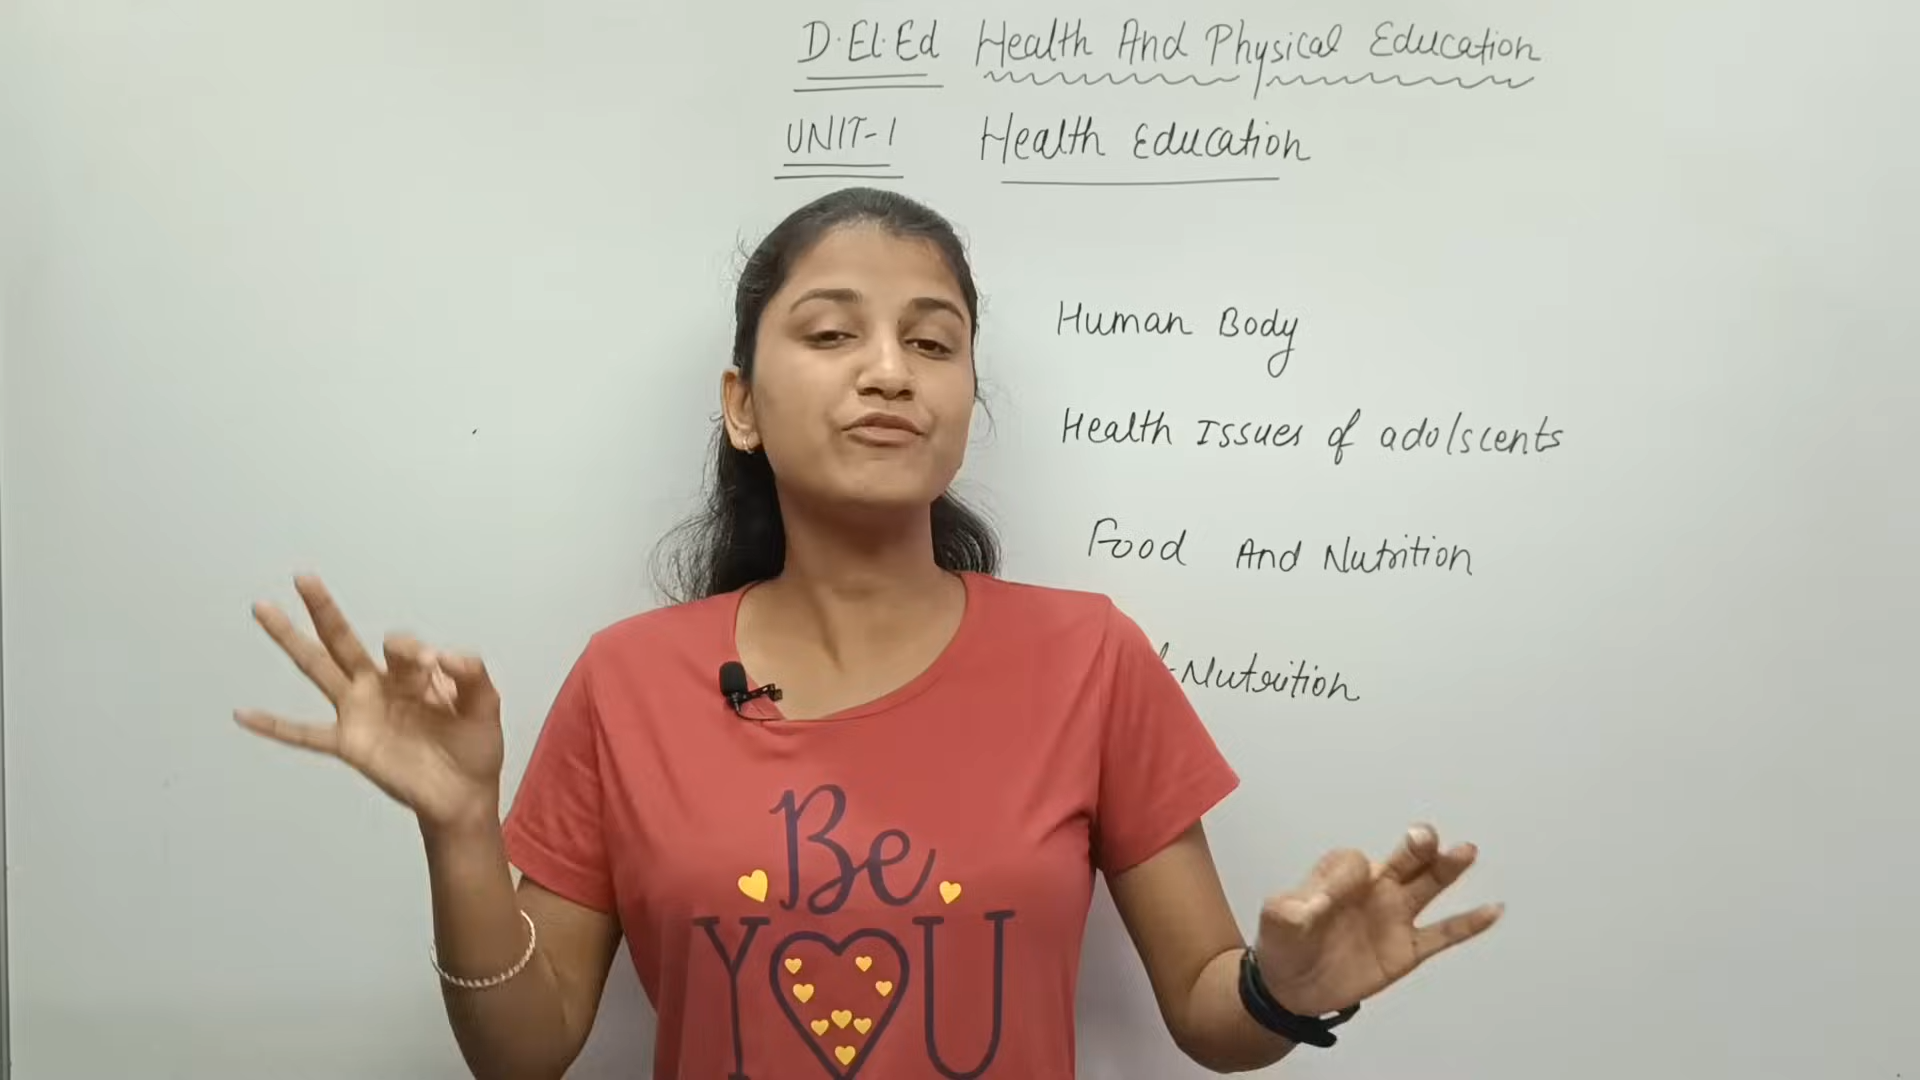 D.El.Ed Health And Physical Education
UNIT-1 Health Education
Human Body
Health Issues of adolscents
Food And Nutrition
-Nutrition
Be
YOU